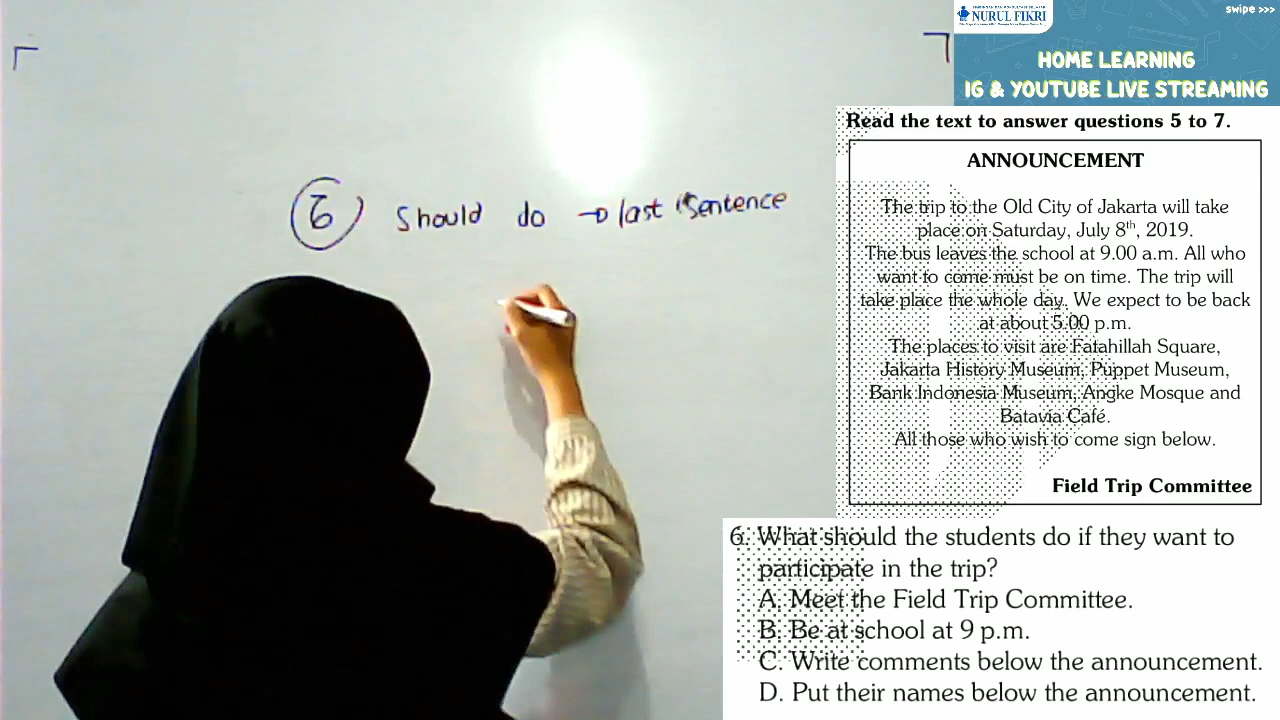 BIMBINGAN DAN KONSULTASI BELAJAR
NURUL FIKRI
swipe >>>
HOME LEARNING
IG & YOUTUBE LIVE STREAMING
6 Should do → last sentence
Read the text to answer questions 5 to 7.
ANNOUNCEMENT
The trip to the Old City of Jakarta will take
place on Saturday, July 8th, 2019.
The bus leaves the school at 9.00 a.m. All who
want to come must be on time. The trip will
take place the whole day. We expect to be back
at about 5.00 p.m.
The places to visit are Fatahillah Square,
Jakarta History Museum, Puppet Museum,
Bank Indonesia Museum, Angke Mosque and
Batavia Café.
All those who wish to come sign below.
Field Trip Committee
6. What should the students do if they want to
participate in the trip?
A. Meet the Field Trip Committee.
B. Be at school at 9 p.m.
C. Write comments below the announcement.
D. Put their names below the announcement.